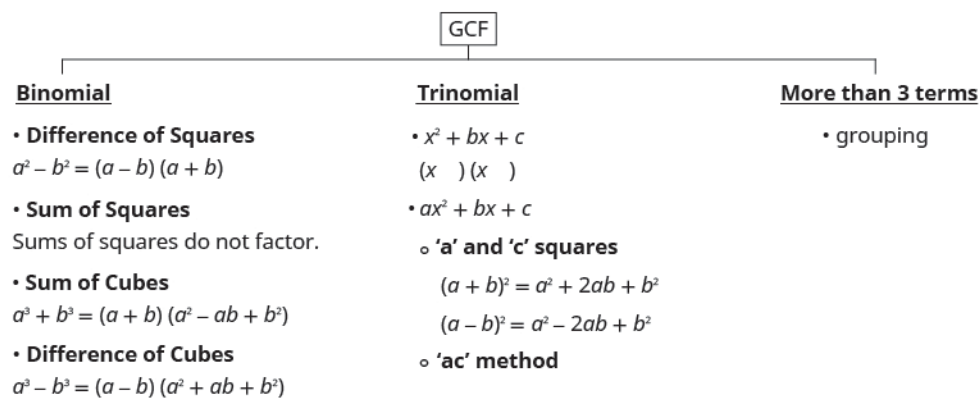 GCF
Binomial
• Difference of Squares
a² – b² = (a – b) (a + b)
• Sum of Squares
Sums of squares do not factor.
• Sum of Cubes
a³ + b³ = (a + b) (a² – ab + b²)
• Difference of Cubes
a³ – b³ = (a – b) (a² + ab + b²)
Trinomial
• x² + bx + c
(x   ) (x   )
• ax² + bx + c
∘ ‘a’ and ‘c’ squares
(a + b)² = a² + 2ab + b²
(a – b)² = a² – 2ab + b²
∘ ‘ac’ method
More than 3 terms
• grouping